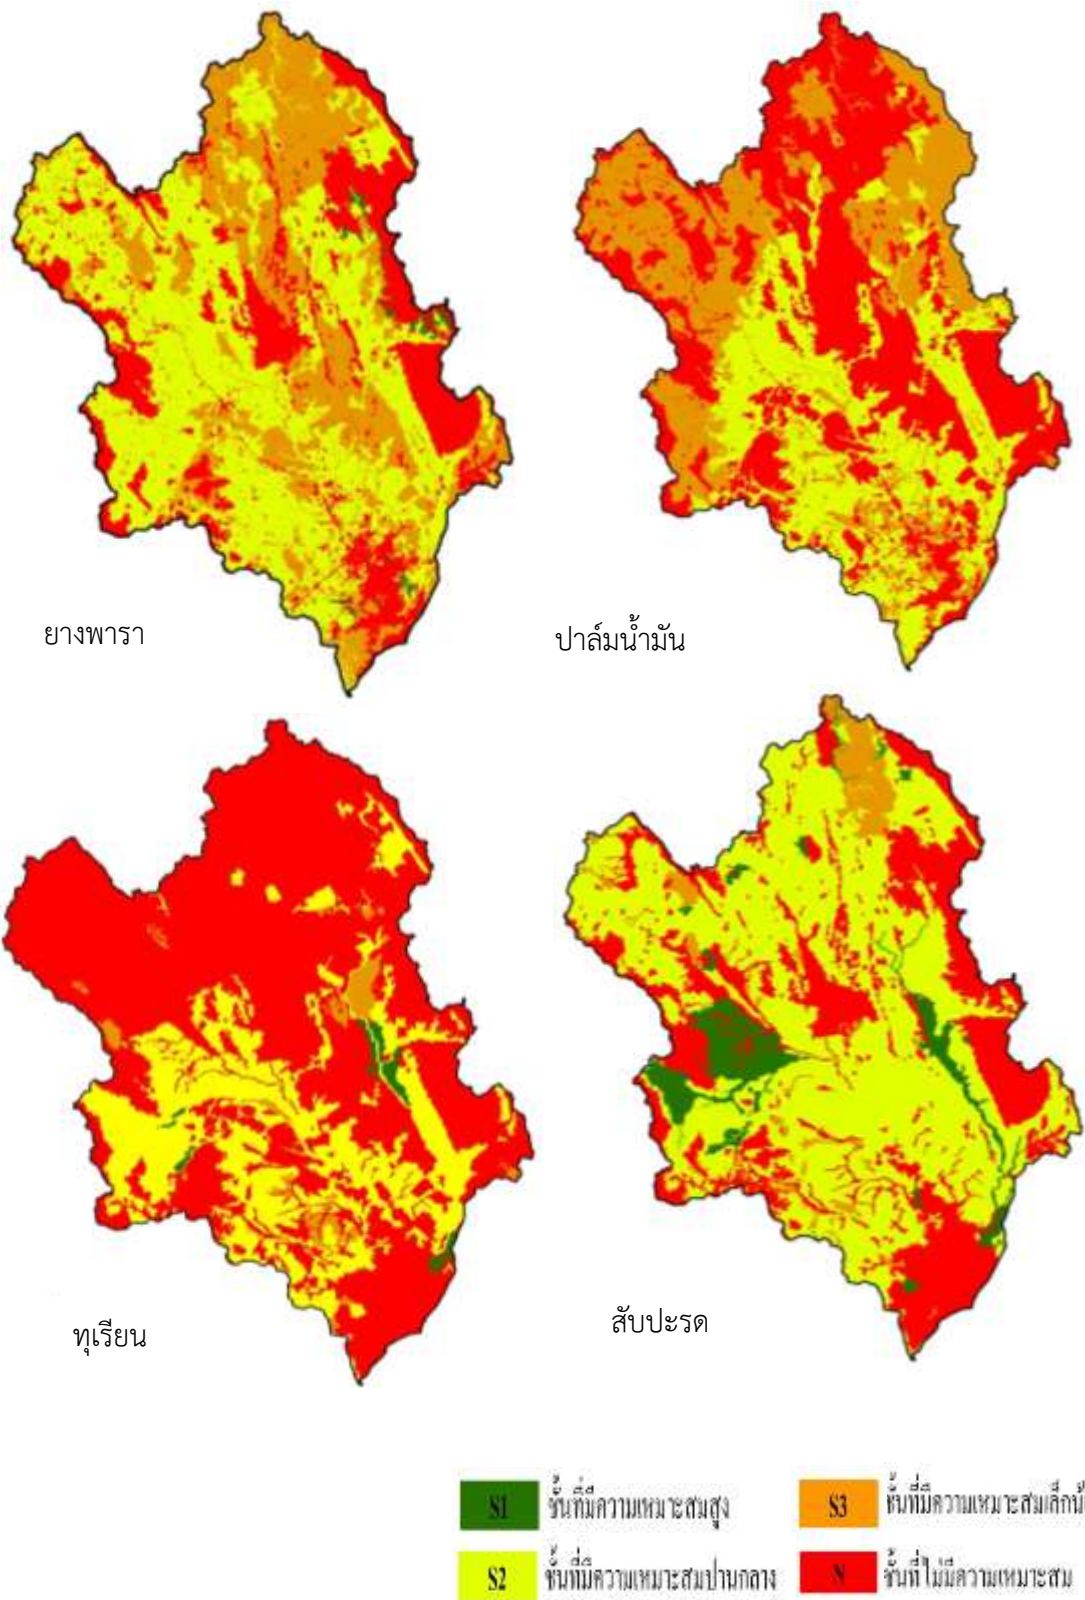 ยางพารา
ปาล์มน้ำมัน
ทุเรียน
สับปะรด
S1 ชั้นที่มีความเหมาะสมสูง
S3 ชั้นที่มีความเหมาะสมเล็กน้
S2 ชั้นที่มีความเหมาะสมปานกลาง
N ชั้นที่ไม่มีความเหมาะสม